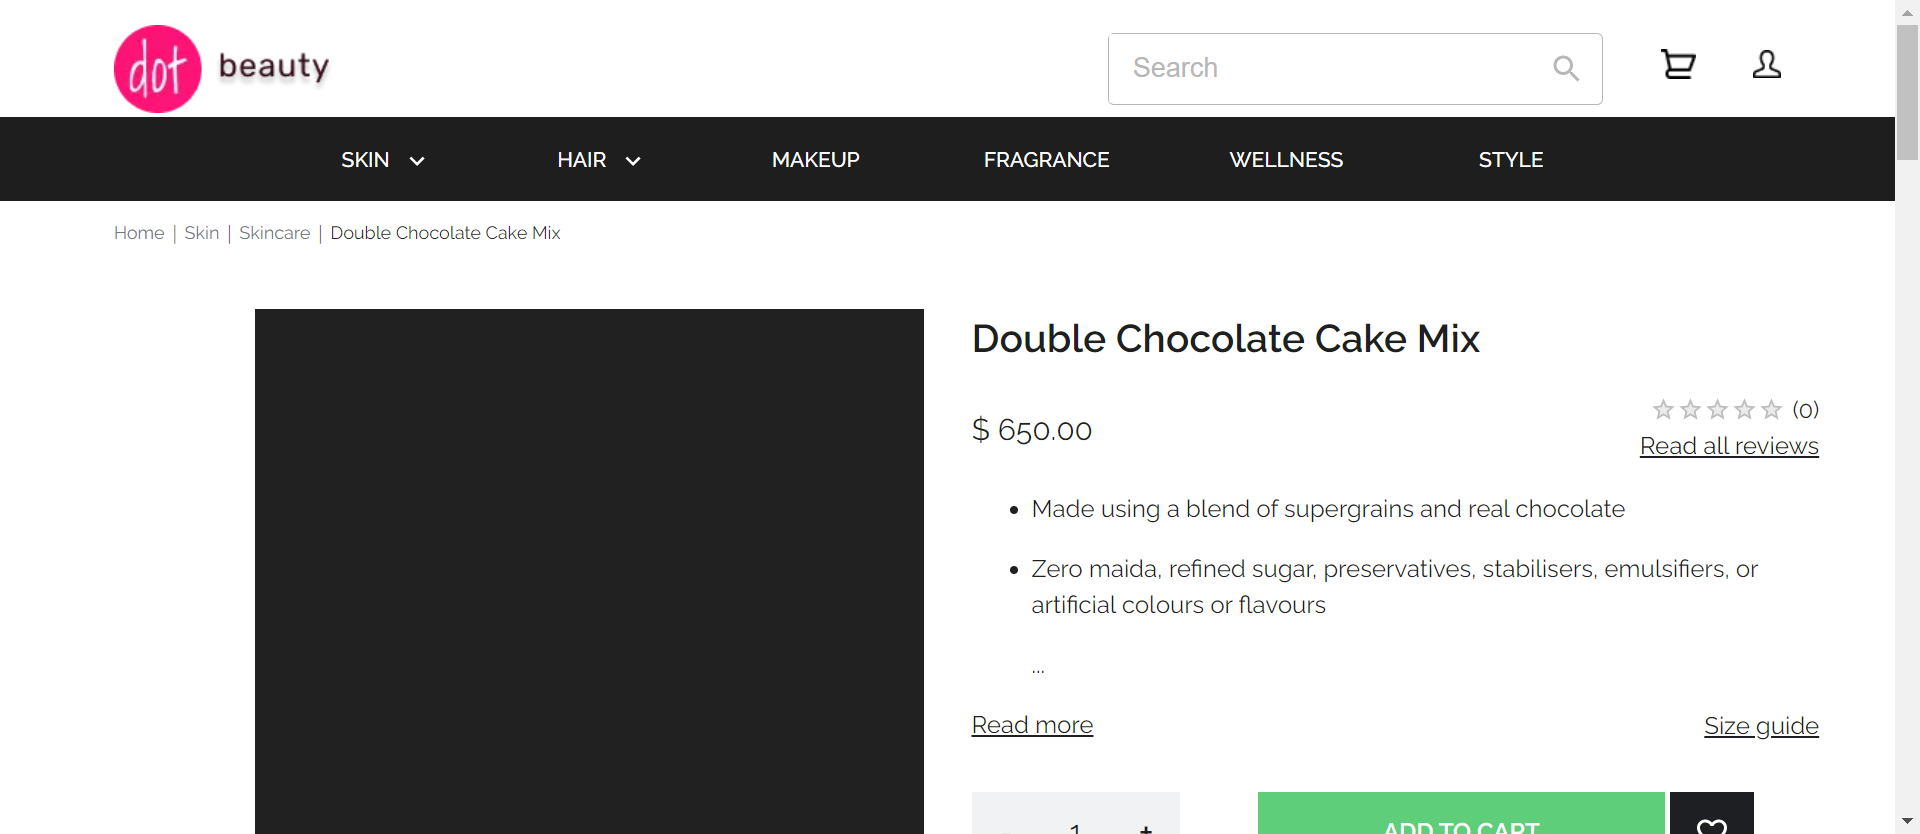 dot beauty
Search
SKIN HAIR MAKEUP FRAGRANCE WELLNESS STYLE
Home | Skin | Skincare | Double Chocolate Cake Mix
Double Chocolate Cake Mix
(0)
$ 650.00
Read all reviews
• Made using a blend of supergrains and real chocolate
• Zero maida, refined sugar, preservatives, stabilisers, emulsifiers, or
artificial colours or flavours
...
Read more
Size guide
- 1 +
ADD TO CART